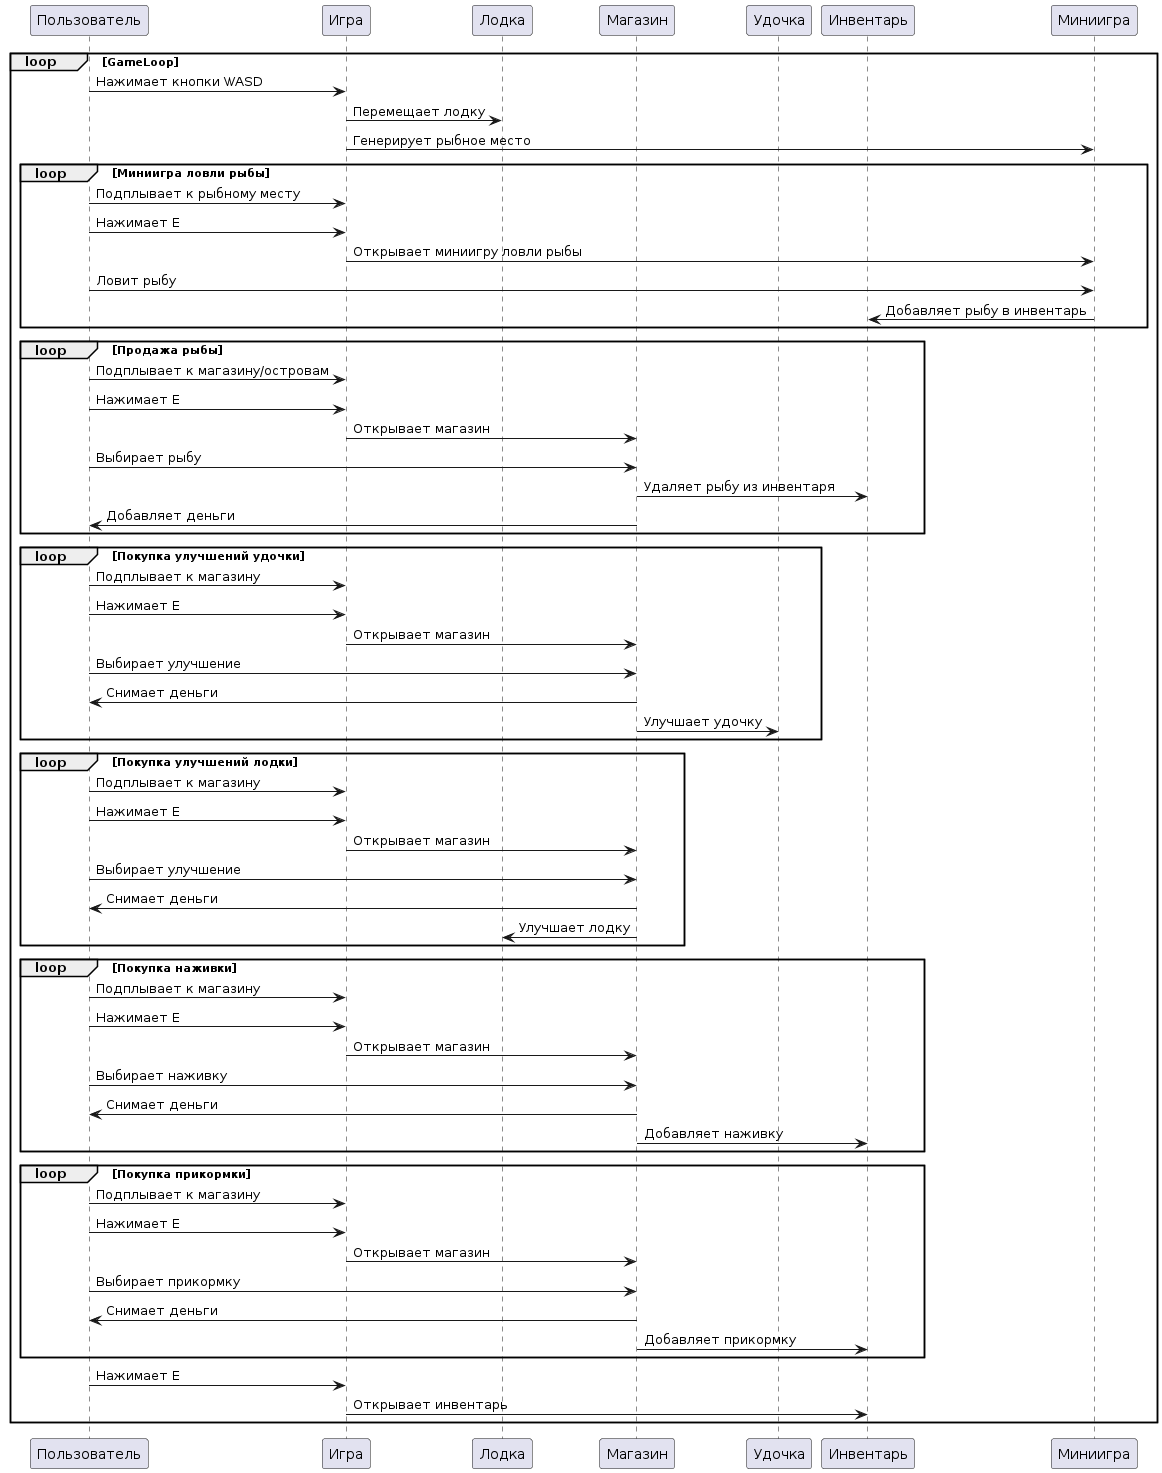 Пользователь Игра Лодка Магазин Удочка Инвентарь Миниигра
loop [GameLoop]
Нажимает кнопки WASD
Перемещает лодку
Генерирует рыбное место
loop [Миниигра ловли рыбы]
Подплывает к рыбному месту
Нажимает E
Открывает миниигру ловли рыбы
Ловит рыбу
Добавляет рыбу в инвентарь
loop [Продажа рыбы]
Подплывает к магазину/островам
Нажимает E
Открывает магазин
Выбирает рыбу
Удаляет рыбу из инвентаря
Добавляет деньги
loop [Покупка улучшений удочки]
Подплывает к магазину
Нажимает E
Открывает магазин
Выбирает улучшение
Снимает деньги
Улучшает удочку
loop [Покупка улучшений лодки]
Подплывает к магазину
Нажимает E
Открывает магазин
Выбирает улучшение
Снимает деньги
Улучшает лодку
loop [Покупка наживки]
Подплывает к магазину
Нажимает E
Открывает магазин
Выбирает наживку
Снимает деньги
Добавляет наживку
loop [Покупка прикормки]
Подплывает к магазину
Нажимает E
Открывает магазин
Выбирает прикормку
Снимает деньги
Добавляет прикормку
Нажимает E
Открывает инвентарь
Пользователь Игра Лодка Магазин Удочка Инвентарь Миниигра